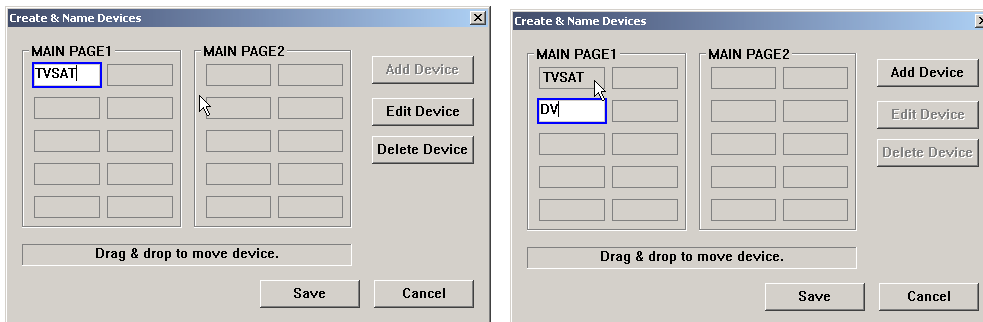 Create & Name Devices
MAIN PAGE1
MAIN PAGE2
TVSAT
Add Device
Edit Device
Delete Device
Drag & drop to move device.
Save
Cancel
Create & Name Devices
MAIN PAGE1
MAIN PAGE2
TVSAT
DV
Add Device
Edit Device
Delete Device
Drag & drop to move device.
Save
Cancel